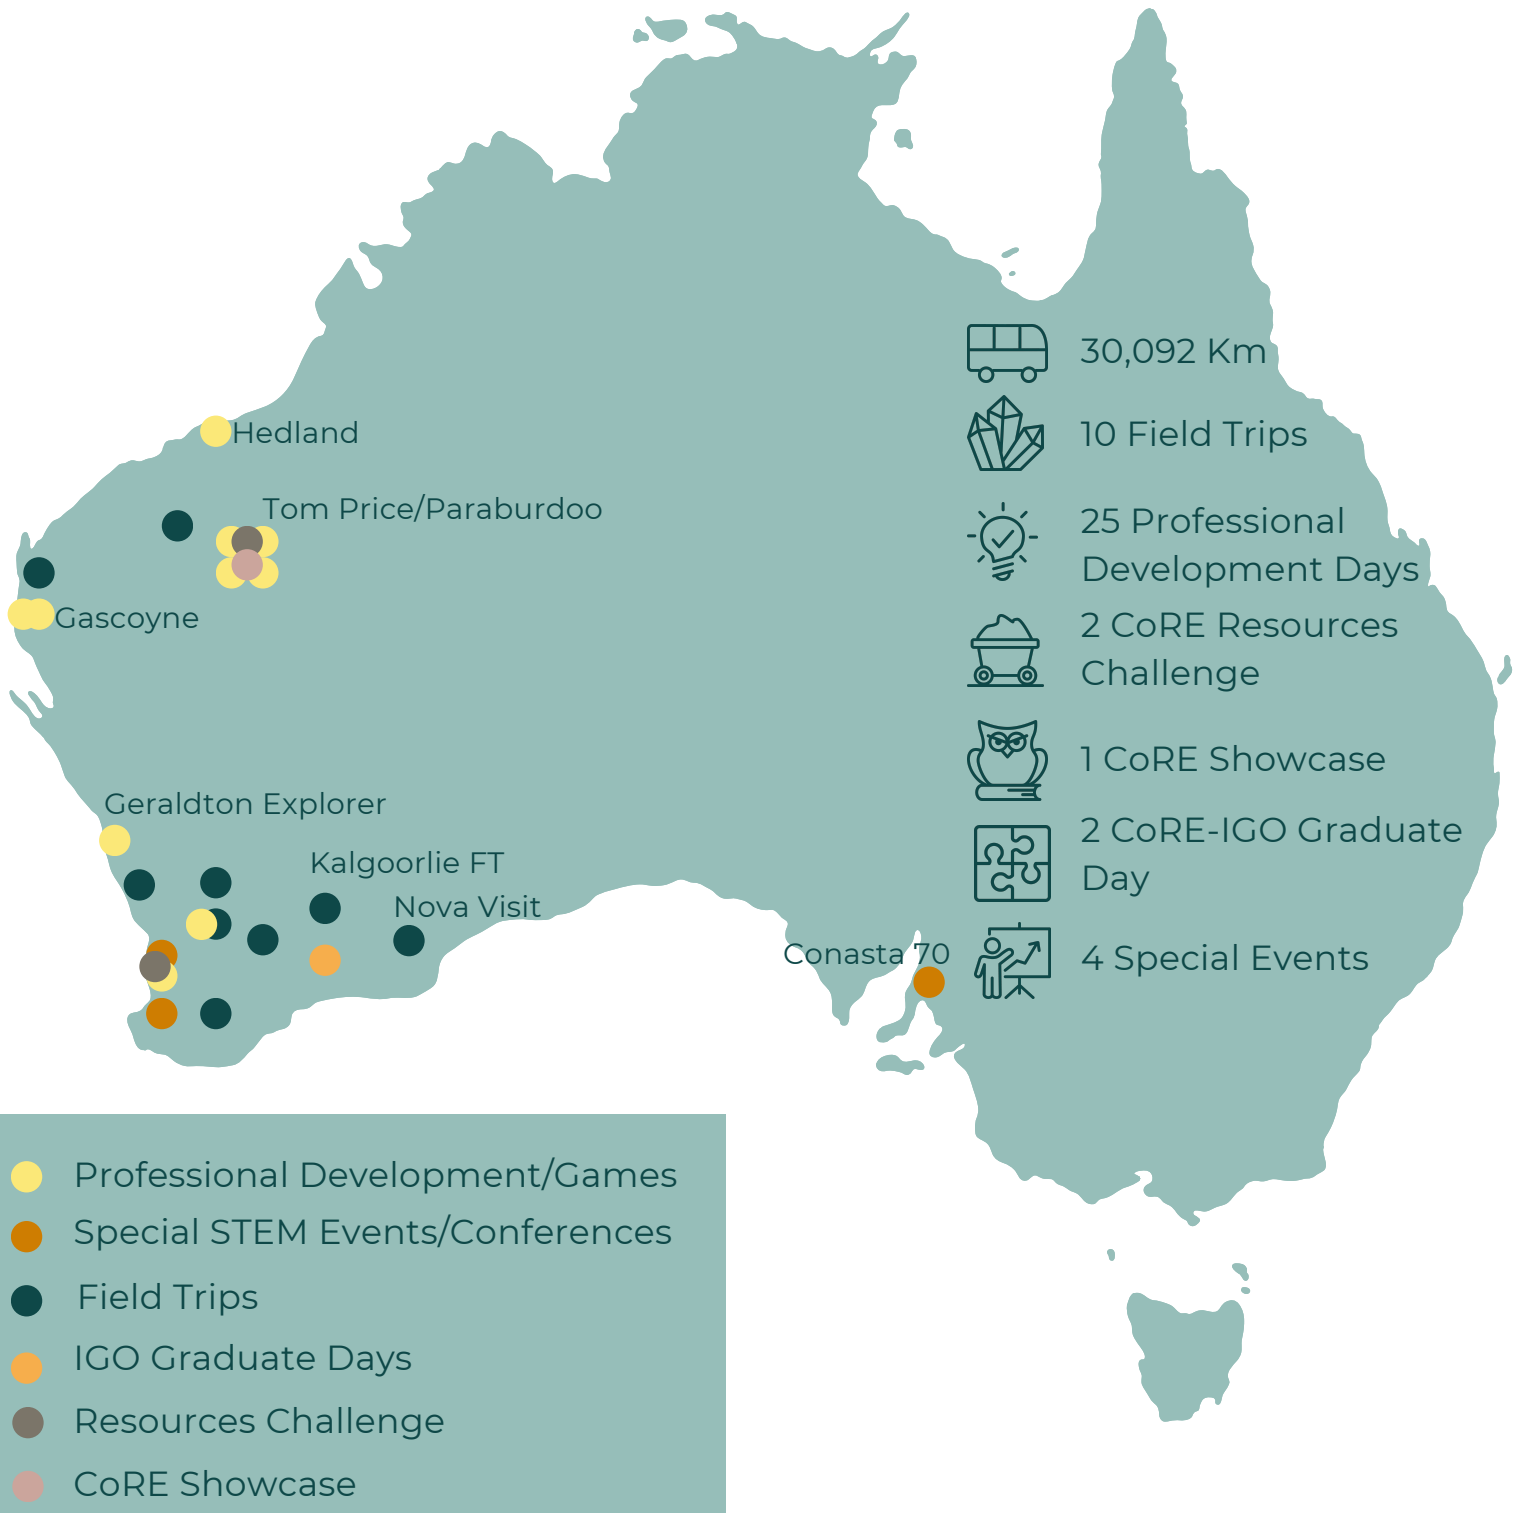 30,092 Km
10 Field Trips
Hedland
Tom Price/Paraburdoo
25 Professional
Development Days
Gascoyne
2 CoRE Resources
Challenge
1 CoRE Showcase
Geraldton Explorer
2 CoRE-IGO Graduate
Day
Kalgoorlie FT
Nova Visit
Conasta 70
4 Special Events
Professional Development/Games
Special STEM Events/Conferences
Field Trips
IGO Graduate Days
Resources Challenge
CoRE Showcase